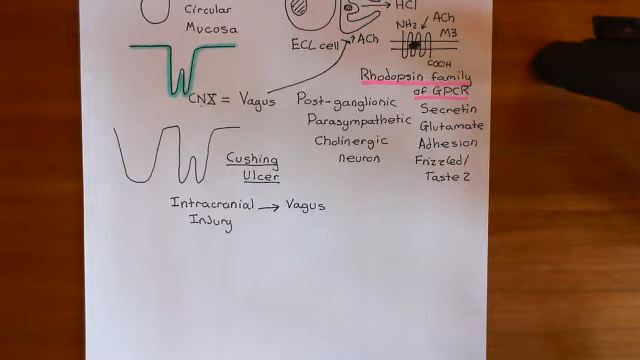 Circular
Mucosa
HCl
ECL cell
ACh
NH2
ACh
M3
COOH
Rhodopsin family
of GPCR
CNX = Vagus
Post-ganglionic
Parasympathetic
Cholinergic
neuron
Secretin
Glutamate
Adhesion
Frizzled/
Taste 2
Cushing
Ulcer
Intracranial → Vagus
Injury